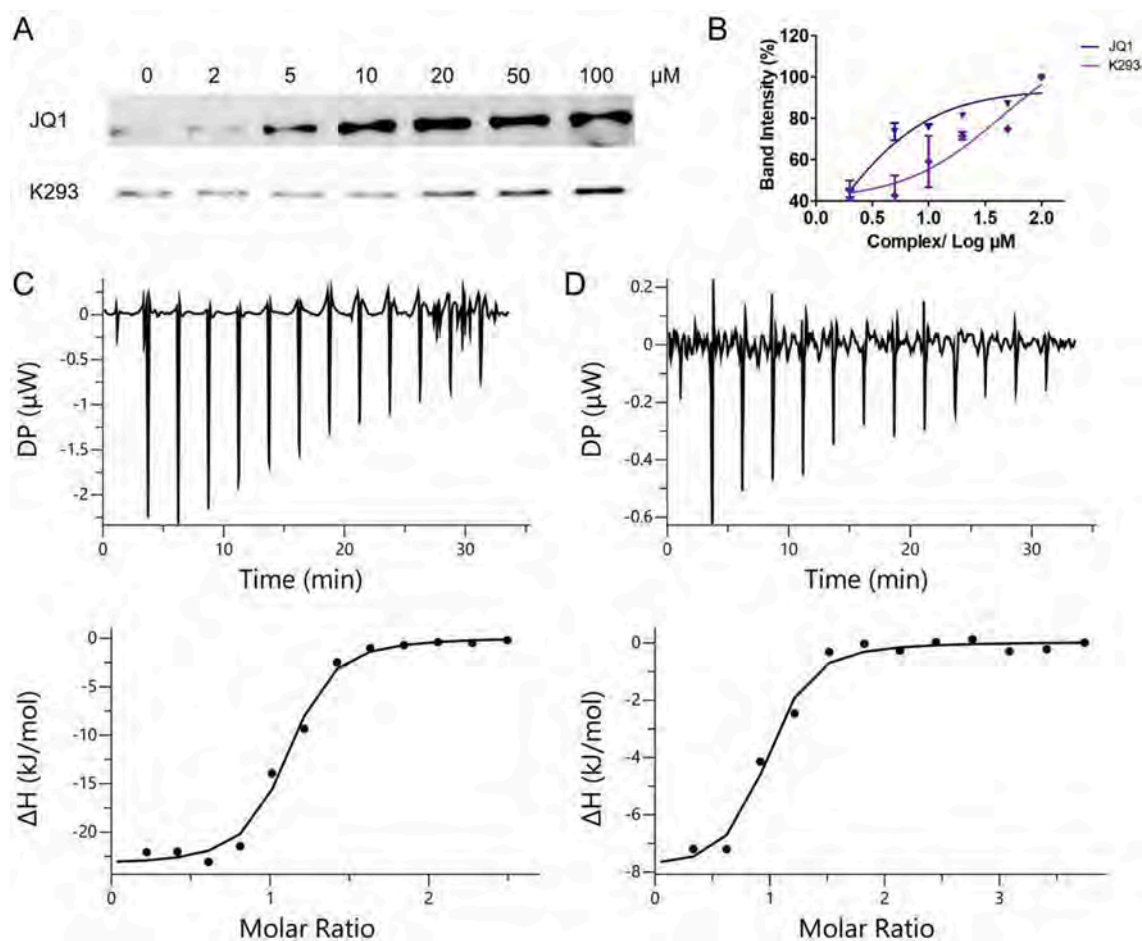 A
0 2 5 10 20 50 100 µM
JQ1
K293
B
120
100
80
60
40
Band Intensity (%)
0.0 0.5 1.0 1.5 2.0
Complex/ Log µM
JQ1
K293
C
0
-0.5
-1
-1.5
-2
DP (µW)
0 10 20 30
Time (min)
D
0.2
0
-0.2
-0.4
-0.6
DP (µW)
0 10 20 30
Time (min)
0
-5
-10
-15
-20
ΔH (kJ/mol)
0 1 2
Molar Ratio
0
-2
-4
-6
-8
ΔH (kJ/mol)
0 1 2 3
Molar Ratio